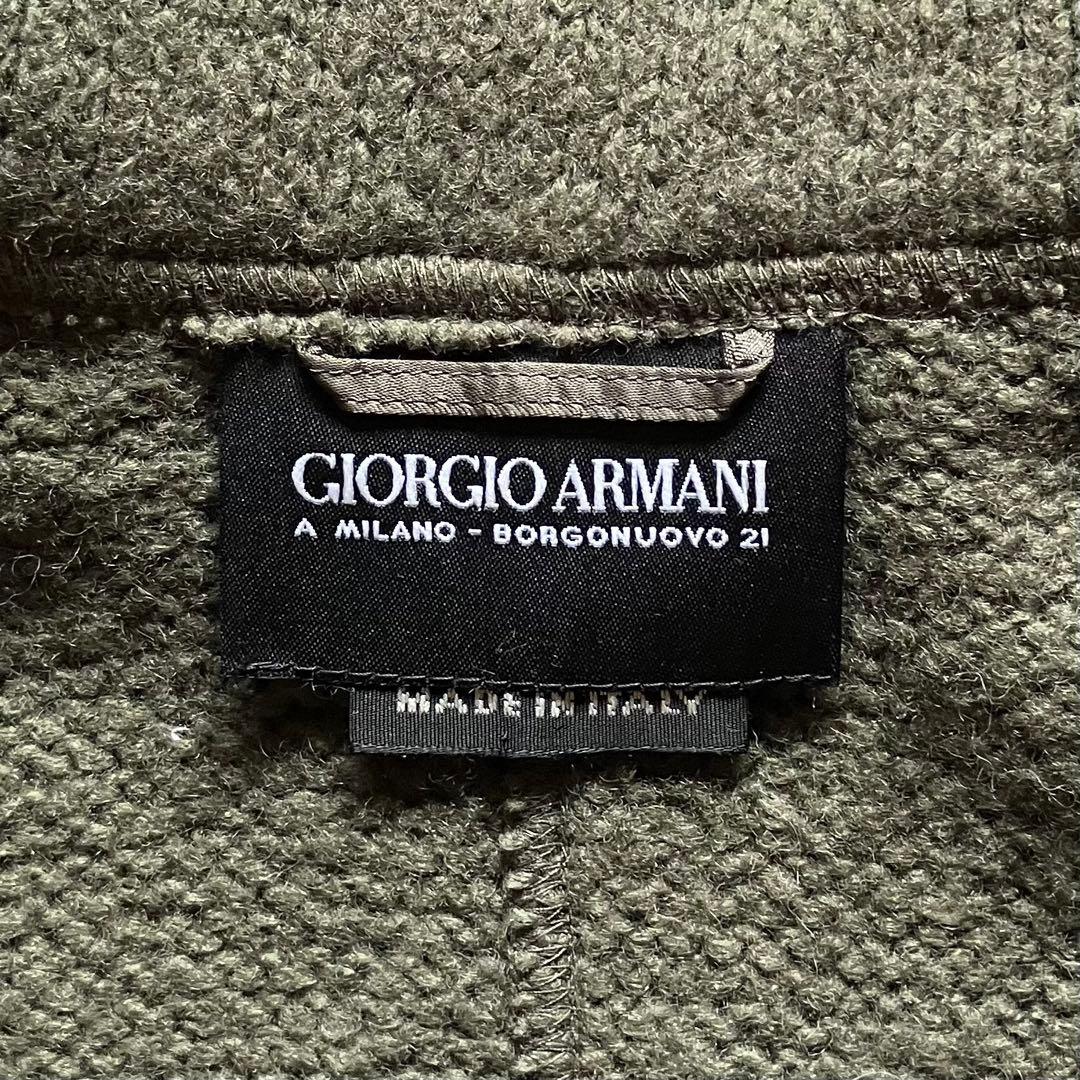 GIORGIO ARMANI
A MILANO - BORGONUOVO 21
MADE IN ITALY